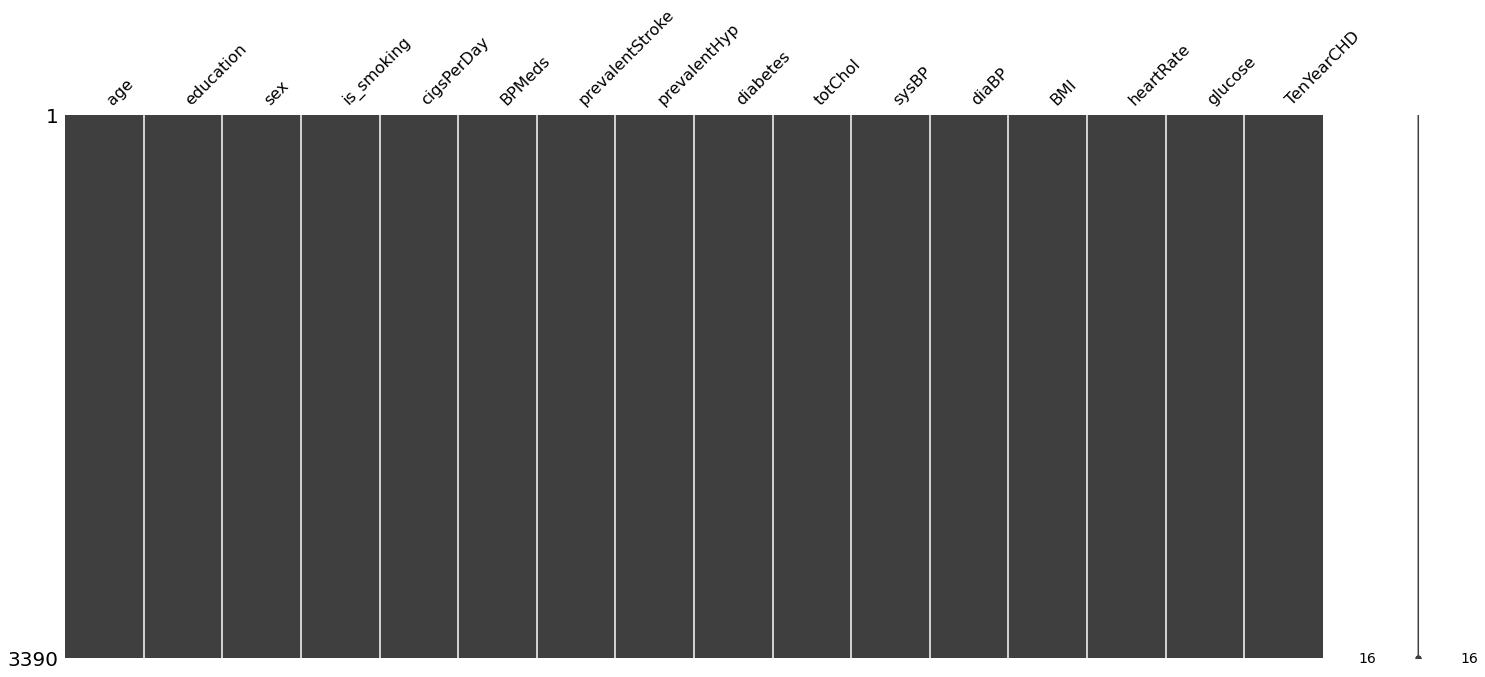 age
education
sex
is_smoking
cigsPerDay
BPMeds
prevalentStroke
prevalentHyp
diabetes
totChol
sysBP
diaBP
BMI
heartRate
glucose
TenYearCHD
1
3390
16
16